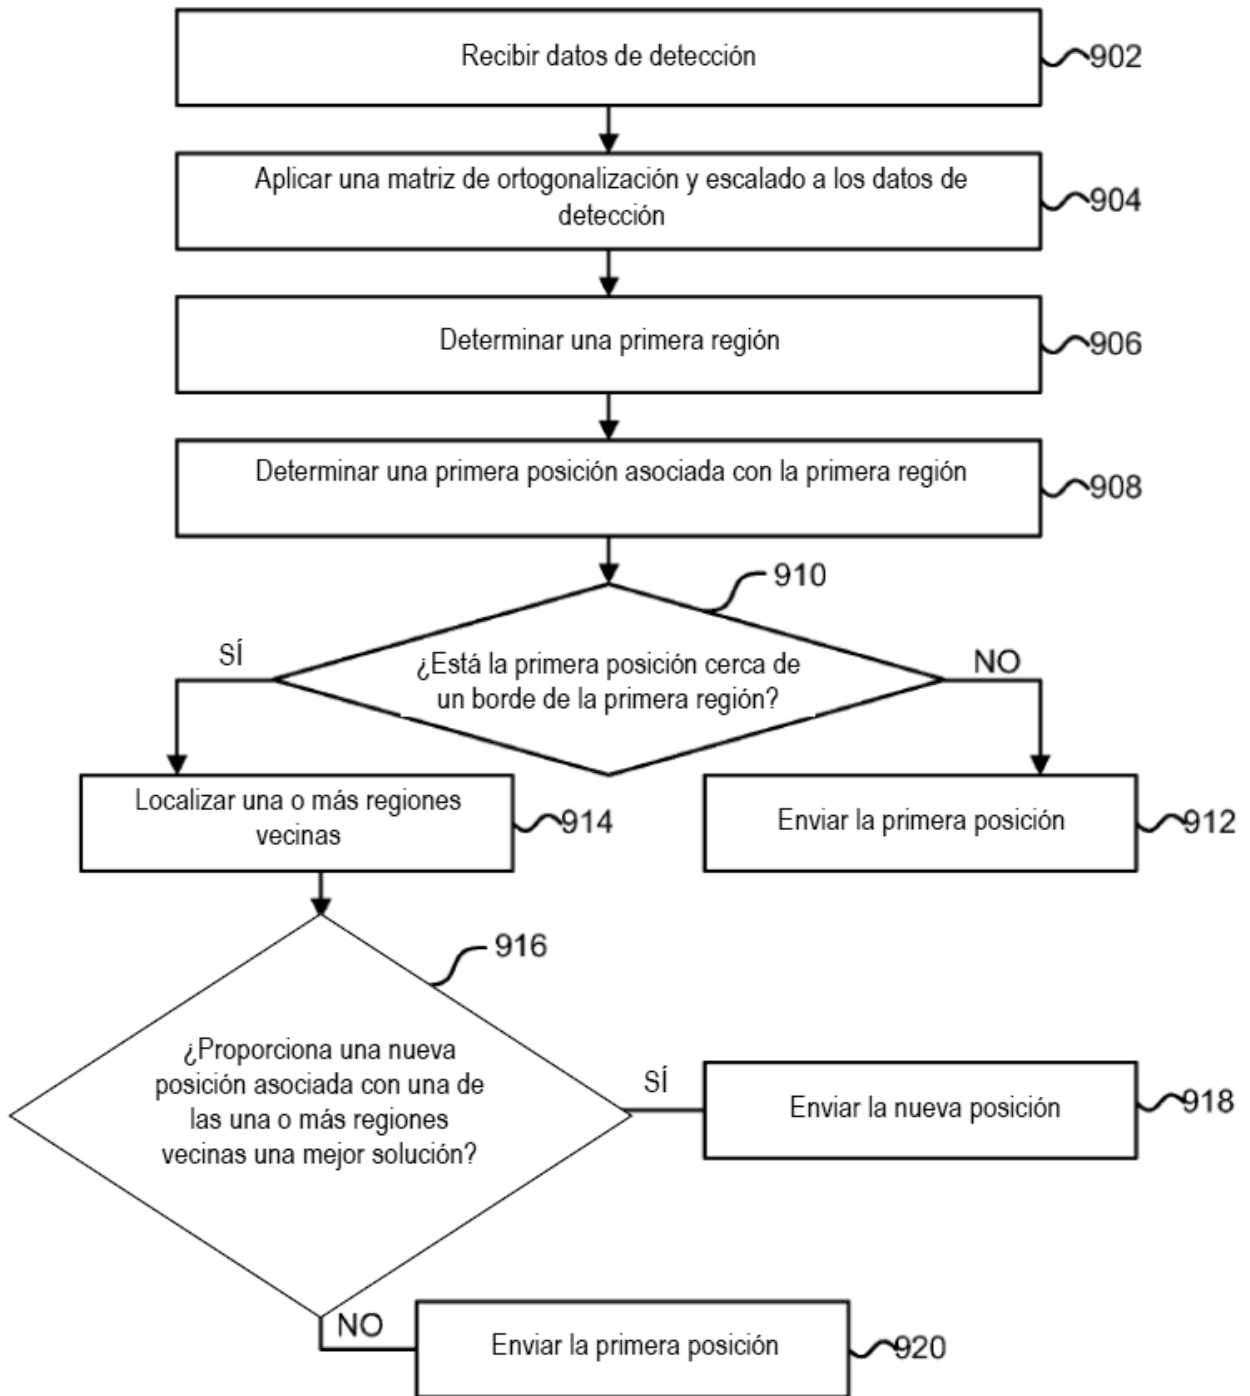 Recibir datos de detección
902
Aplicar una matriz de ortogonalización y escalado a los datos de
detección
904
Determinar una primera región
906
Determinar una primera posición asociada con la primera región
908
910
¿Está la primera posición cerca de
un borde de la primera región?
SÍ
NO
Localizar una o más regiones
vecinas
914
Enviar la primera posición
912
916
¿Proporciona una nueva
posición asociada con una de
las una o más regiones
vecinas una mejor solución?
SÍ
Enviar la nueva posición
918
NO
Enviar la primera posición
920